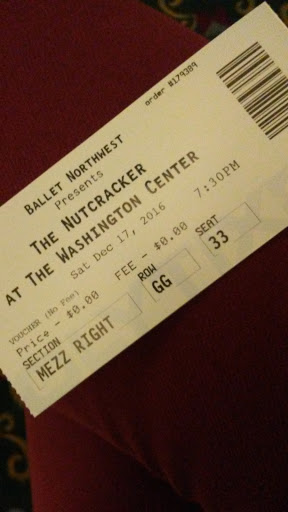 order #179389
BALLET NORTHWEST
Presents
THE NUTCRACKER
AT THE WASHINGTON CENTER
Sat Dec 17, 2016 7:30PM
VOUCHER (No Fee)
Price - $0.00 FEE - $0.00
SECTION ROW SEAT
MEZZ RIGHT GG 33